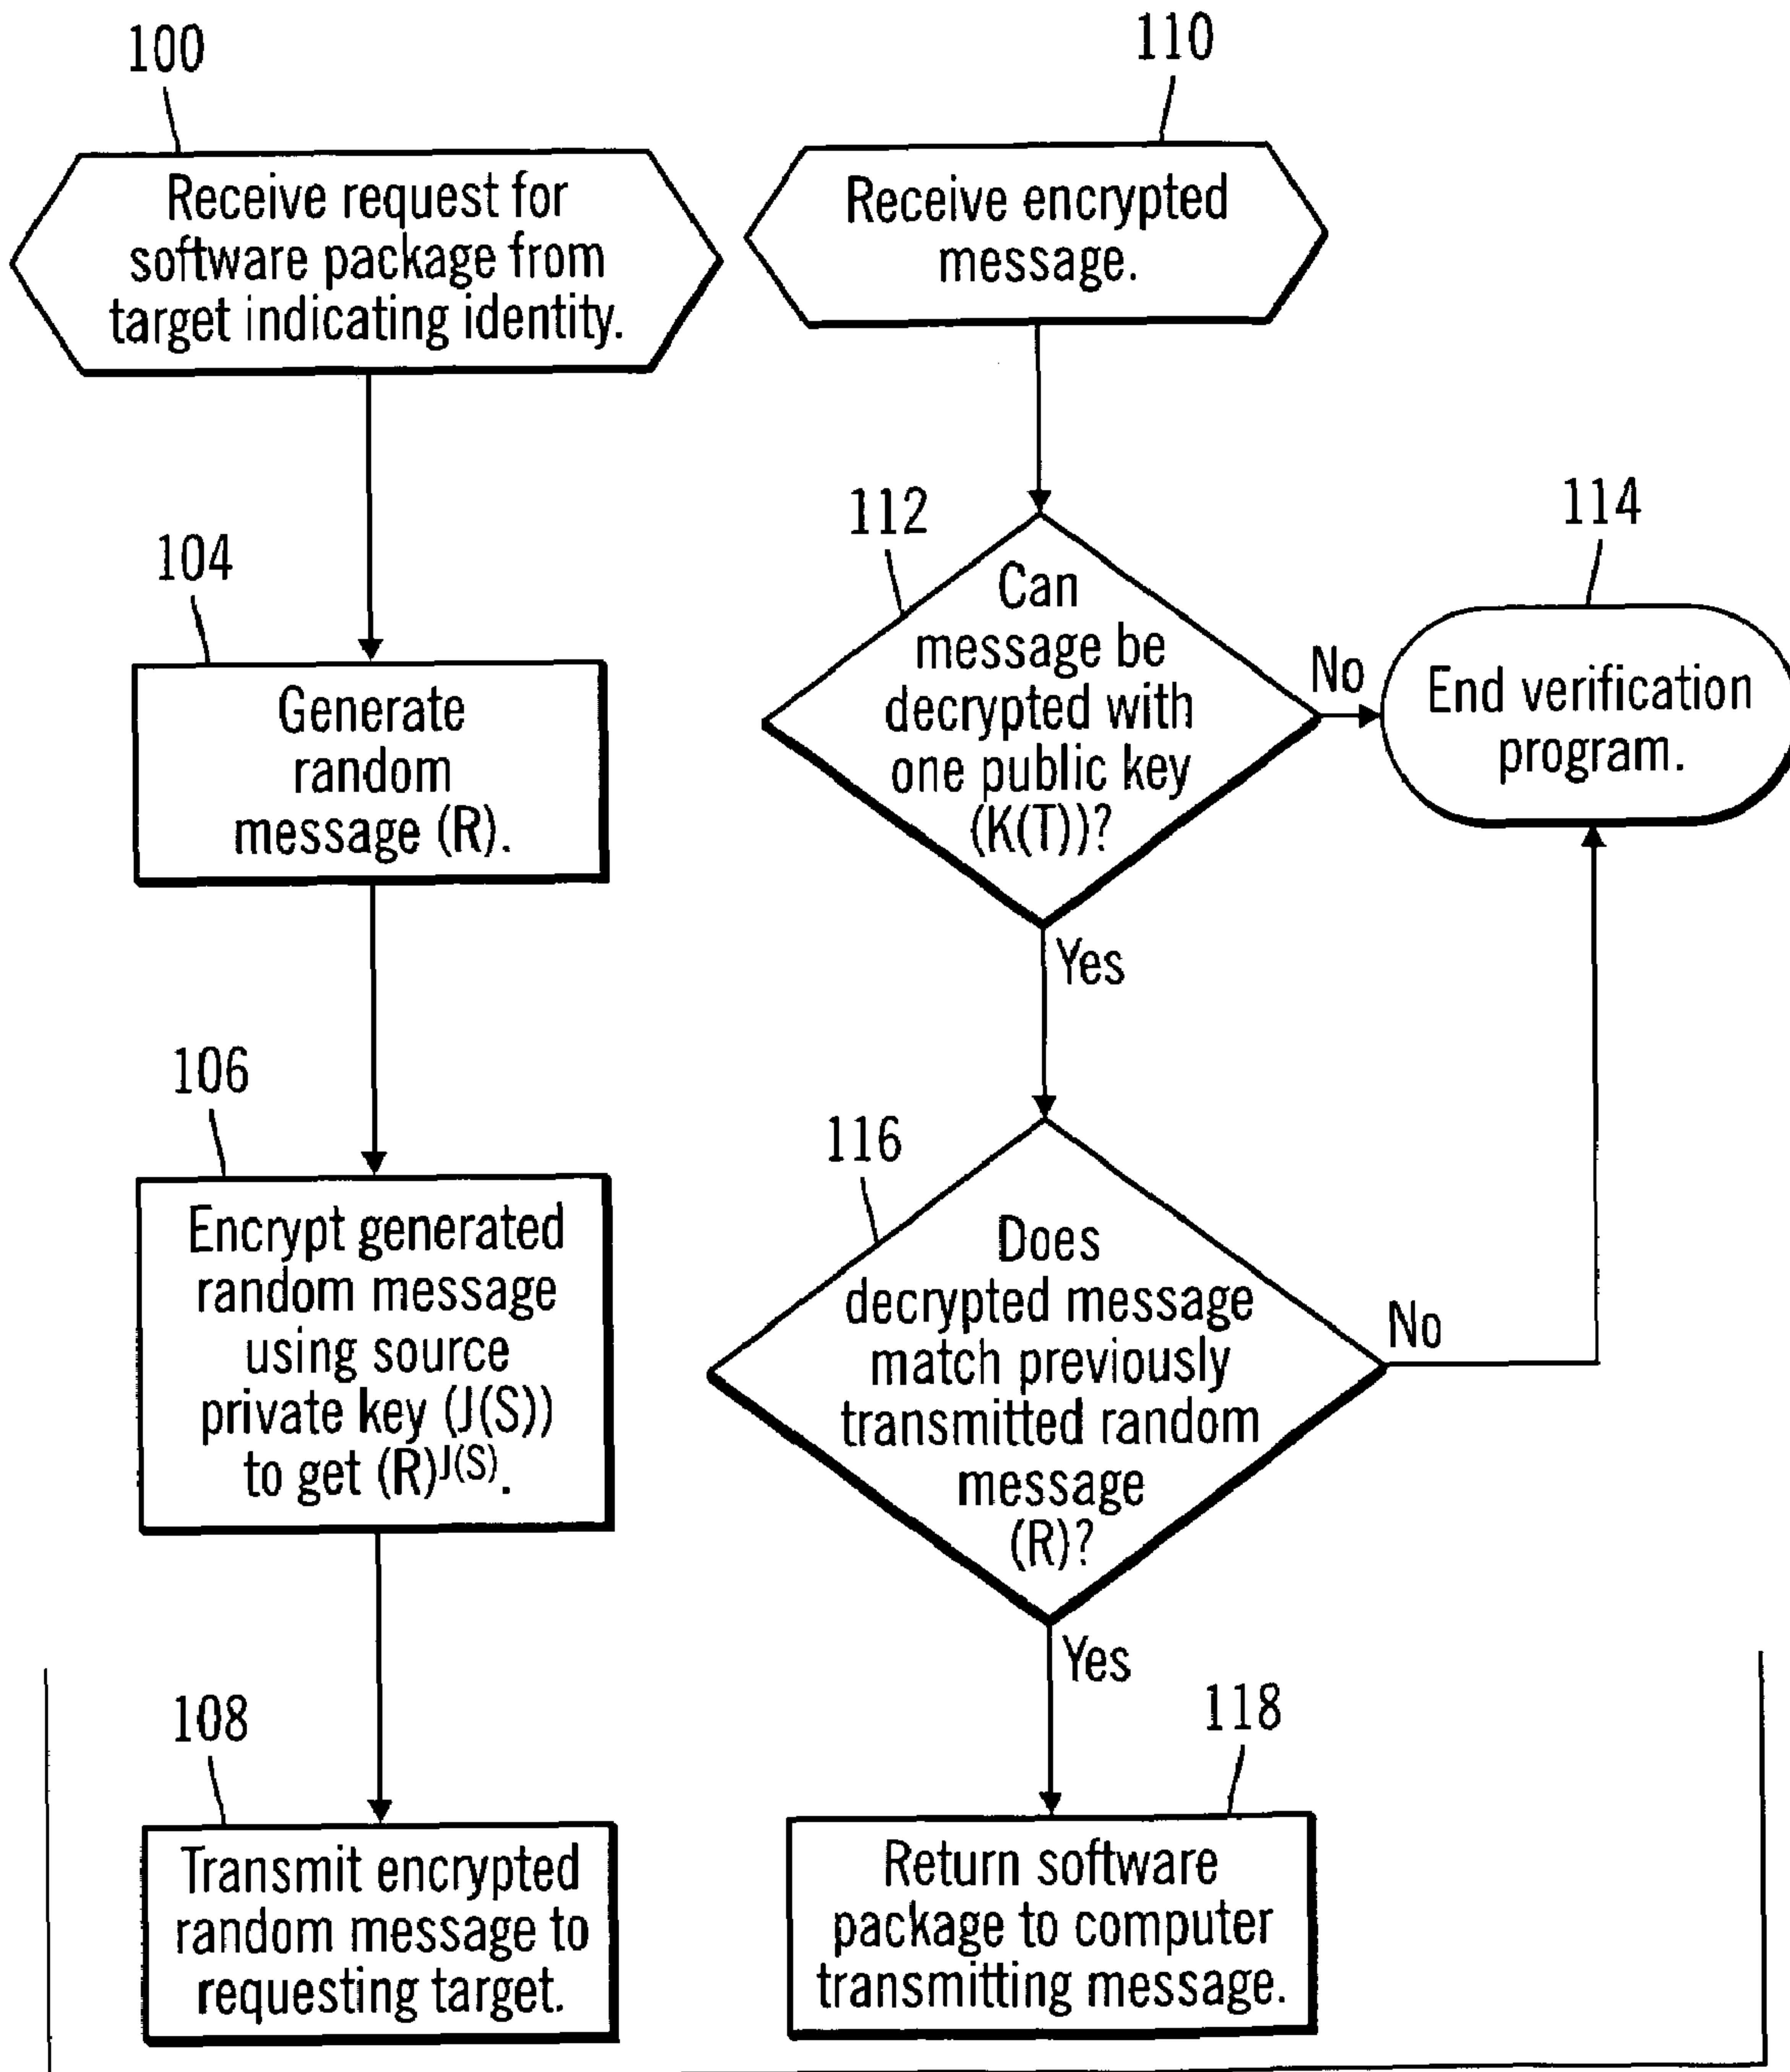 100
Receive request for
software package from
target indicating identity.
104
Generate
random
message (R).
106
Encrypt generated
random message
using source
private key (J(S))
to get (R)J(S).
108
Transmit encrypted
random message to
requesting target.
110
Receive encrypted
message.
112
Can
message be
decrypted with
one public key
(K(T))?
No
114
End verification
program.
Yes
116
Does
decrypted message
match previously
transmitted random
message
(R)?
No
Yes
118
Return software
package to computer
transmitting message.